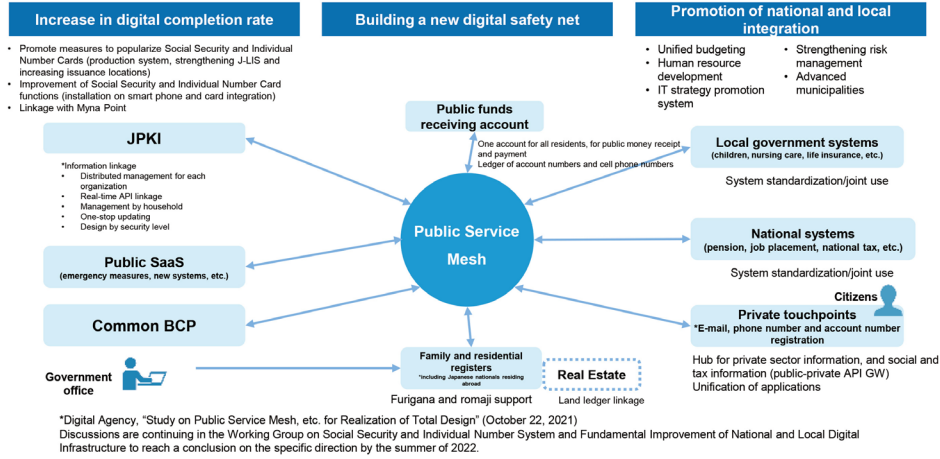 Increase in digital completion rate
Building a new digital safety net
Promotion of national and local
integration
• Promote measures to popularize Social Security and Individual
Number Cards (production system, strengthening J-LIS and
increasing issuance locations)
• Improvement of Social Security and Individual Number Card
functions (installation on smart phone and card integration)
• Linkage with Myna Point
• Unified budgeting
• Human resource
development
• IT strategy promotion
system
• Strengthening risk
management
• Advanced
municipalities
Public funds
receiving account
One account for all residents, for public money receipt
and payment
Ledger of account numbers and cell phone numbers
JPKI
*Information linkage
• Distributed management for each
organization
• Real-time API linkage
• Management by household
• One-stop updating
• Design by security level
Local government systems
(children, nursing care, life insurance, etc.)
System standardization/joint use
Public Service
Mesh
Public SaaS
(emergency measures, new systems, etc.)
National systems
(pension, job placement, national tax, etc.)
System standardization/joint use
Common BCP
Citizens
Private touchpoints
*E-mail, phone number and account number
registration
Hub for private sector information, and social and
tax information (public-private API GW)
Unification of applications
Government
office
Family and residential
registers
*Including Japanese nationals residing
abroad
Furigana and romaji support
Real Estate
Land ledger linkage
*Digital Agency, “Study on Public Service Mesh, etc. for Realization of Total Design” (October 22, 2021)
Discussions are continuing in the Working Group on Social Security and Individual Number System and Fundamental Improvement of National and Local Digital
Infrastructure to reach a conclusion on the specific direction by the summer of 2022.